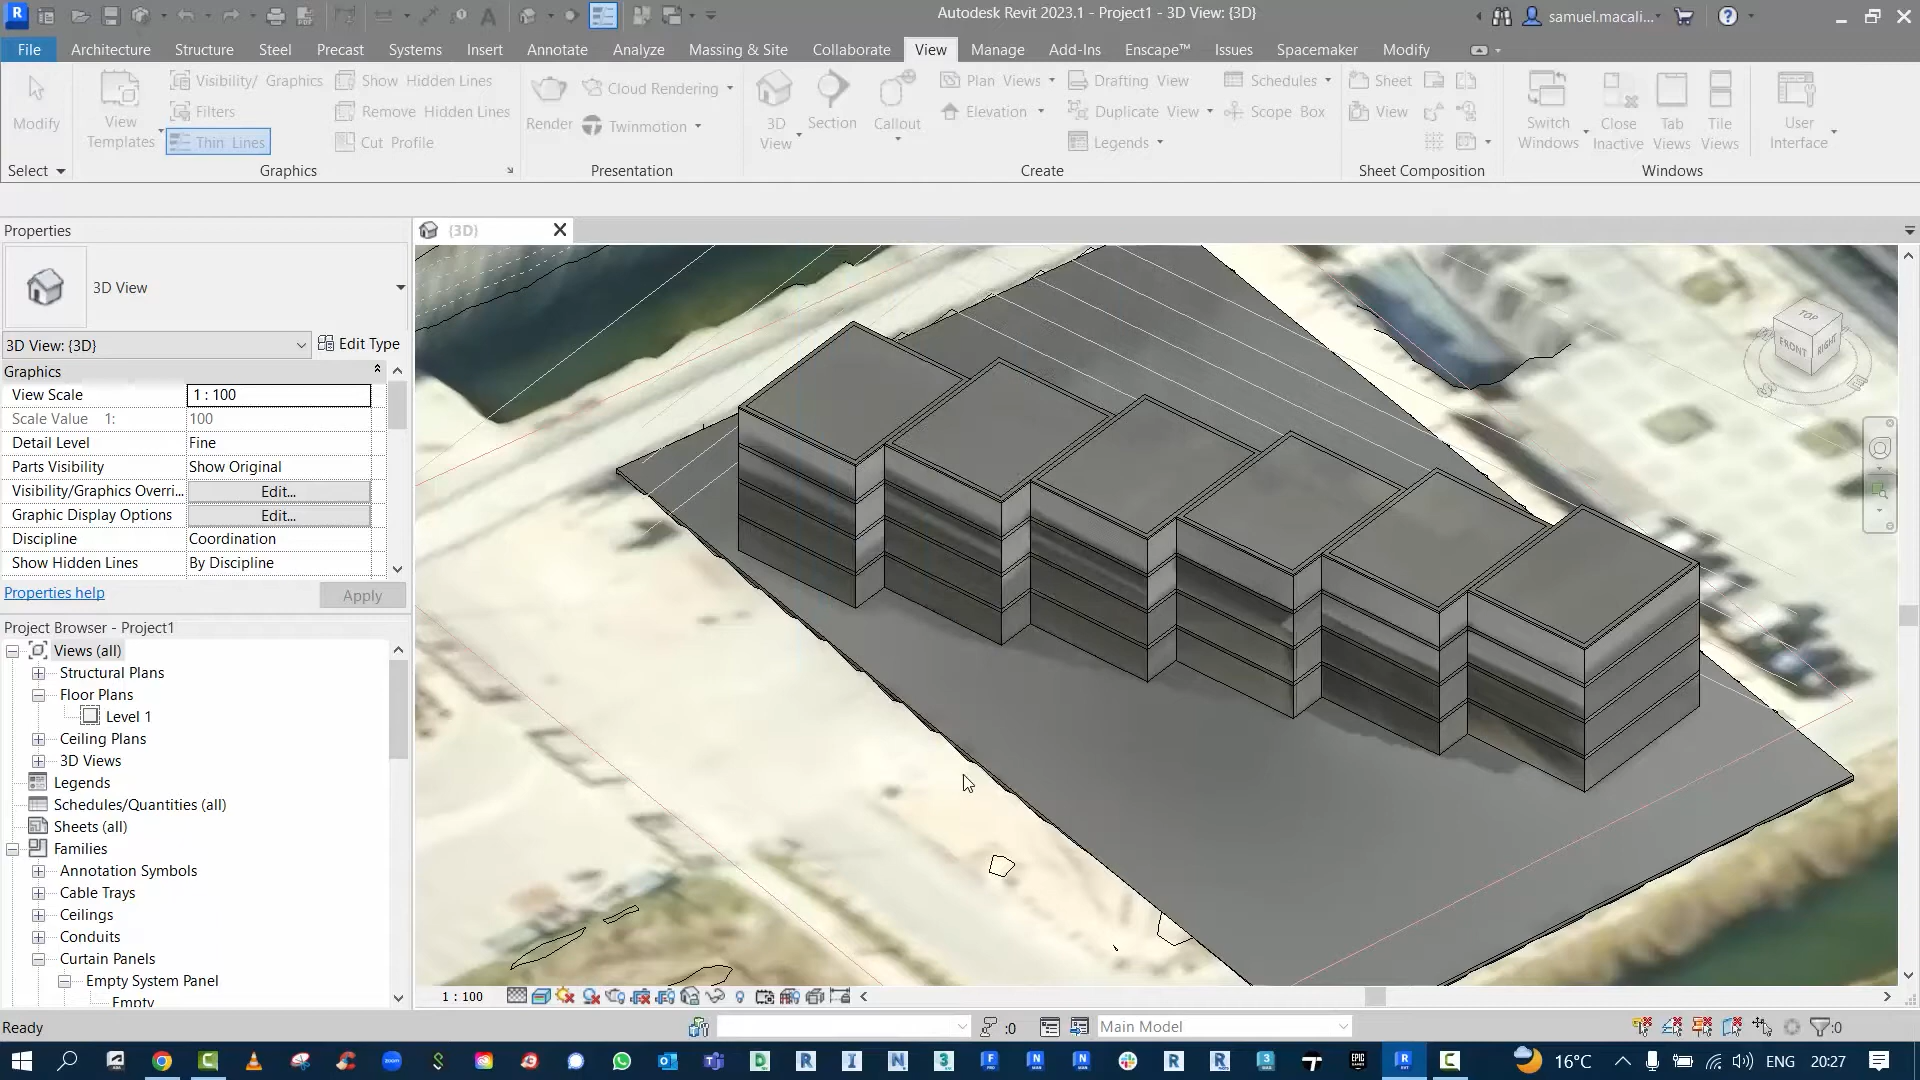 Autodesk Revit 2023.1 - Project1 - 3D View: {3D}
samuel.macali...
File Architecture Structure Steel Precast Systems Insert Annotate Analyze Massing & Site Collaborate View Manage Add-Ins Enscape™ Issues Spacemaker Modify
Modify
Select
View Templates
Visibility/ Graphics
Filters
Thin Lines
Show Hidden Lines
Remove Hidden Lines
Cut Profile
Graphics
Render
Cloud Rendering
Twinmotion
Presentation
3D View
Section
Callout
Plan Views
Elevation
Drafting View
Duplicate View
Legends
Schedules
Scope Box
Create
Sheet
View
Sheet Composition
Switch Windows
Close Inactive
Tab Views
Tile Views
Windows
User Interface
Properties
3D View
3D View: {3D}
Edit Type
Graphics
View Scale 1 : 100
Scale Value 1: 100
Detail Level Fine
Parts Visibility Show Original
Visibility/Graphics Overri... Edit...
Graphic Display Options Edit...
Discipline Coordination
Show Hidden Lines By Discipline
Properties help
Apply
Project Browser - Project1
Views (all)
Structural Plans
Floor Plans
Level 1
Ceiling Plans
3D Views
Legends
Schedules/Quantities (all)
Sheets (all)
Families
Annotation Symbols
Cable Trays
Ceilings
Conduits
Curtain Panels
Empty System Panel
Empty
{3D}
TOP
FRONT
RIGHT
1 : 100
Ready
:0
Main Model
:0
16°C
ENG
20:27